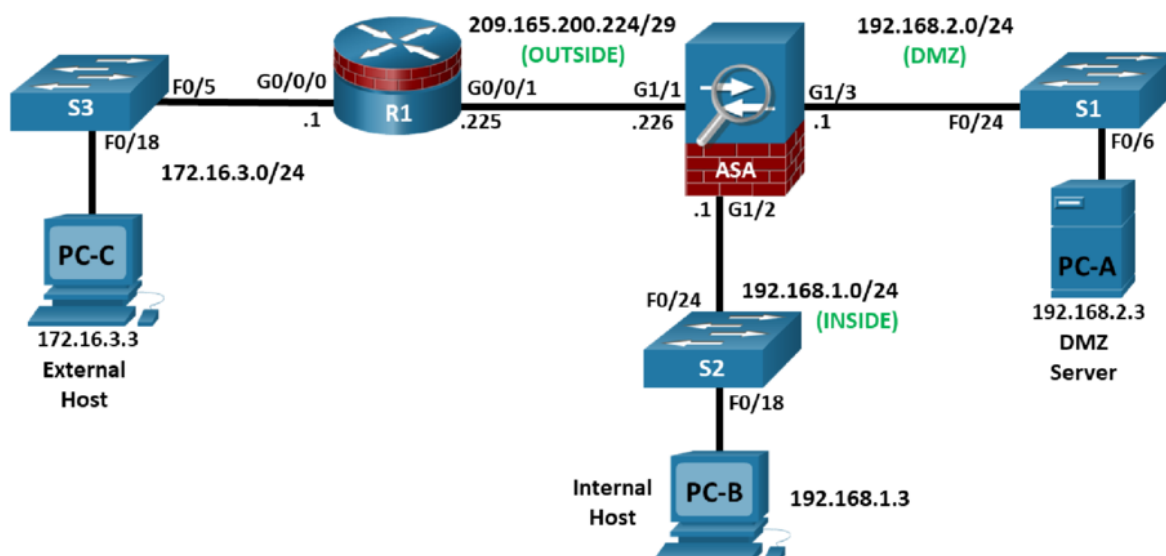 209.165.200.224/29
(OUTSIDE)
192.168.2.0/24
(DMZ)
F0/5
G0/0/0
G0/0/1
G1/1
G1/3
S3
R1
S1
.1
.225
.226
.1
F0/24
F0/18
F0/6
172.16.3.0/24
ASA
.1
G1/2
PC-C
PC-A
172.16.3.3
External
Host
F0/24
192.168.1.0/24
(INSIDE)
192.168.2.3
DMZ
Server
S2
F0/18
Internal
Host
PC-B
192.168.1.3